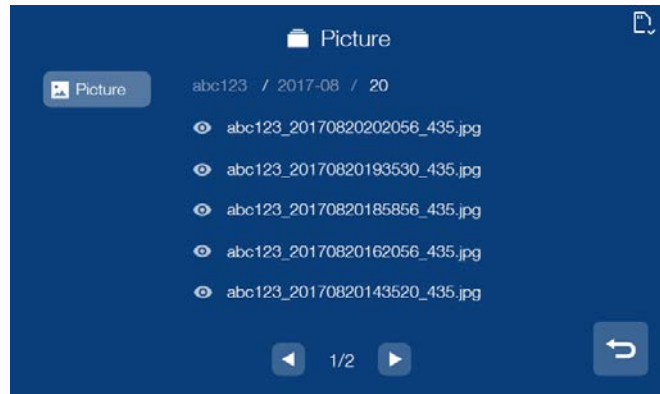 Picture
Picture
abc123 / 2017-08 / 20
abc123_20170820202056_435.jpg
abc123_20170820193530_435.jpg
abc123_20170820185856_435.jpg
abc123_20170820162056_435.jpg
abc123_20170820143520_435.jpg
1/2